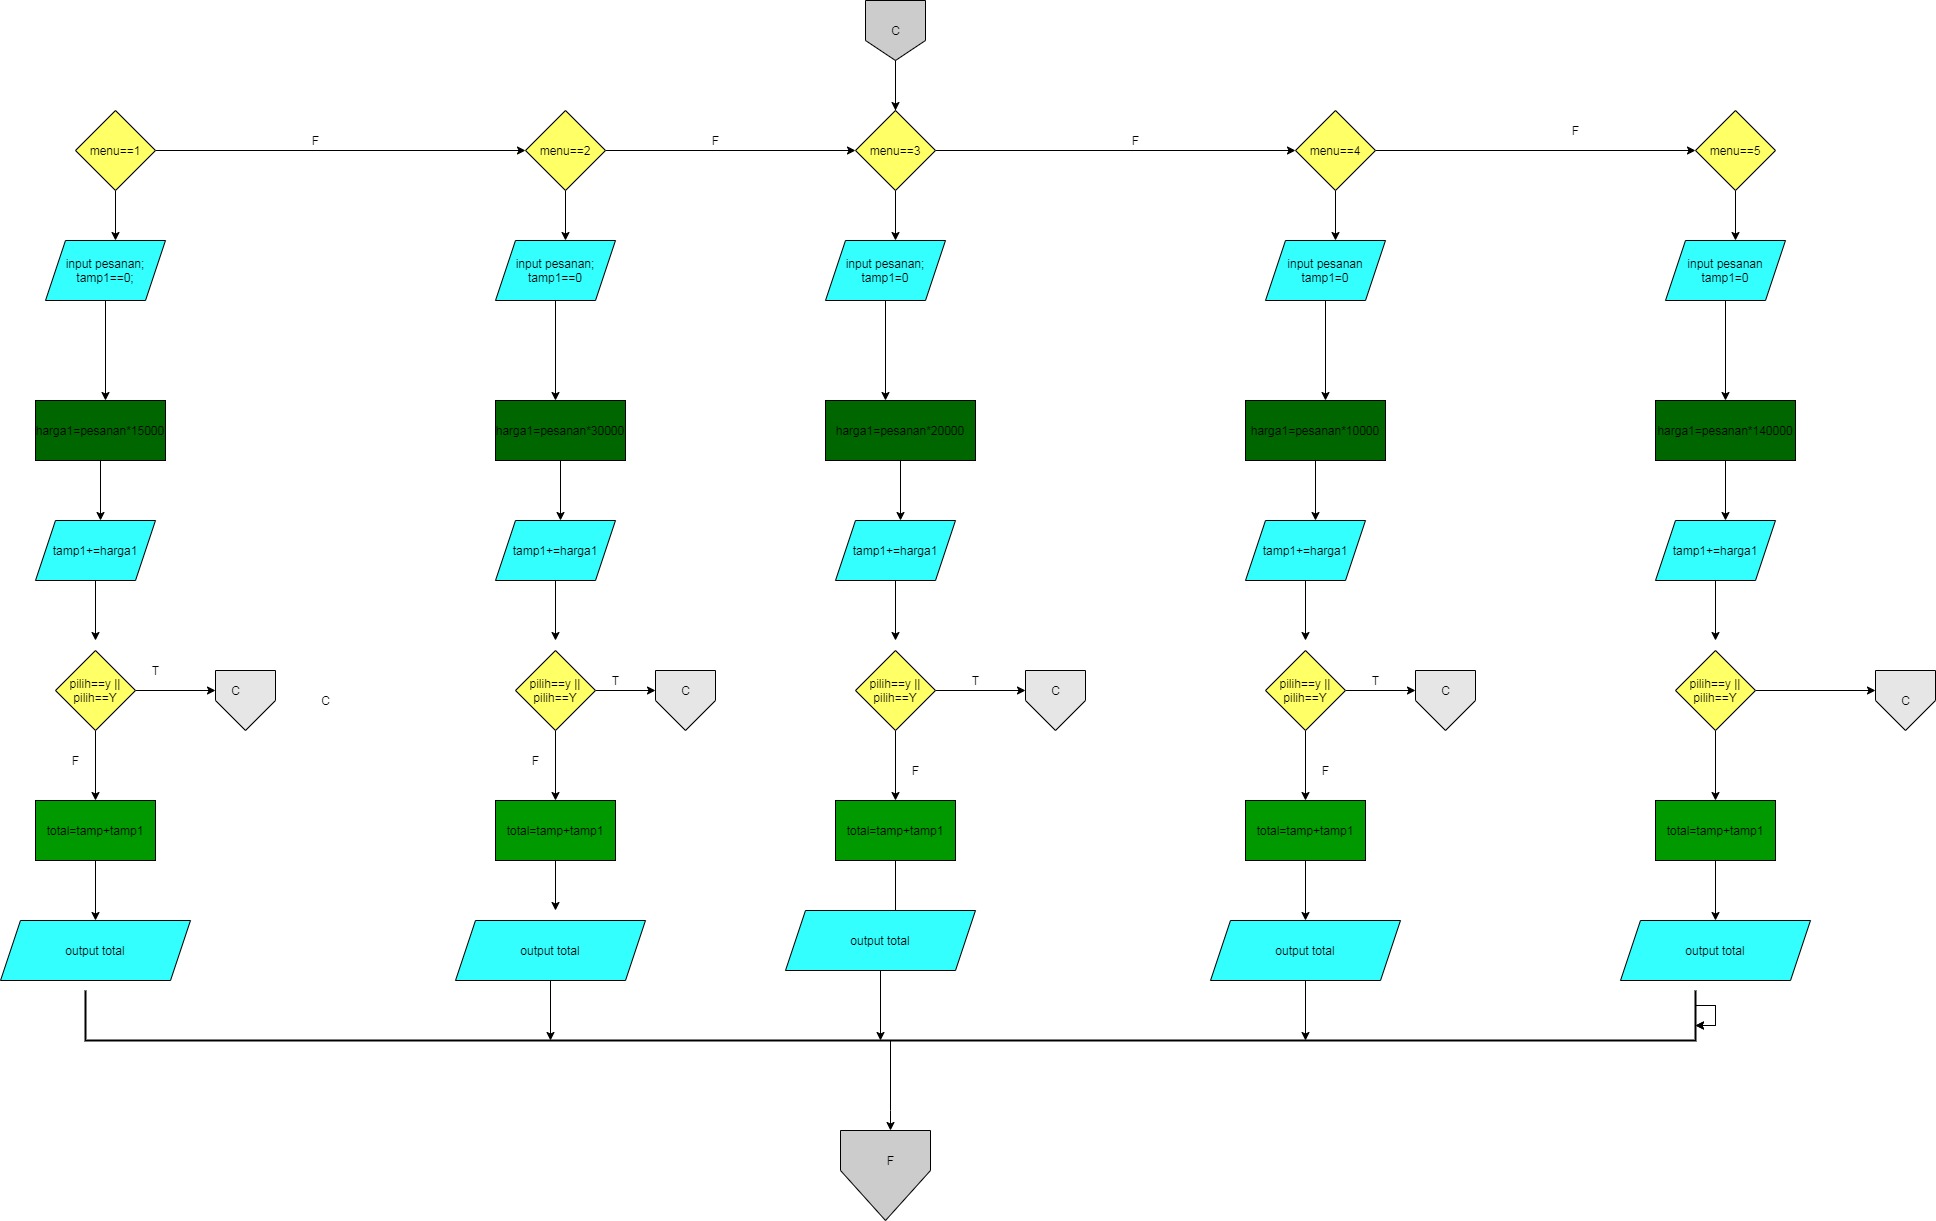 C
F
F
F
F
menu==1
menu==2
menu==3
menu==4
menu==5
input pesanan;
tamp1==0;
input pesanan;
tamp1==0
input pesanan;
tamp1=0
input pesanan
tamp1=0
input pesanan
tamp1=0
harga1=pesanan*15000
harga1=pesanan*30000
harga1=pesanan*20000
harga1=pesanan*10000
harga1=pesanan*140000
tamp1+=harga1
tamp1+=harga1
tamp1+=harga1
tamp1+=harga1
tamp1+=harga1
pilih==y ||
pilih==Y
T
C
C
pilih==y ||
pilih==Y
T
C
pilih==y ||
pilih==Y
T
C
pilih==y ||
pilih==Y
T
C
pilih==y ||
pilih==Y
C
F
F
F
F
total=tamp+tamp1
total=tamp+tamp1
total=tamp+tamp1
total=tamp+tamp1
total=tamp+tamp1
output total
output total
output total
output total
output total
F